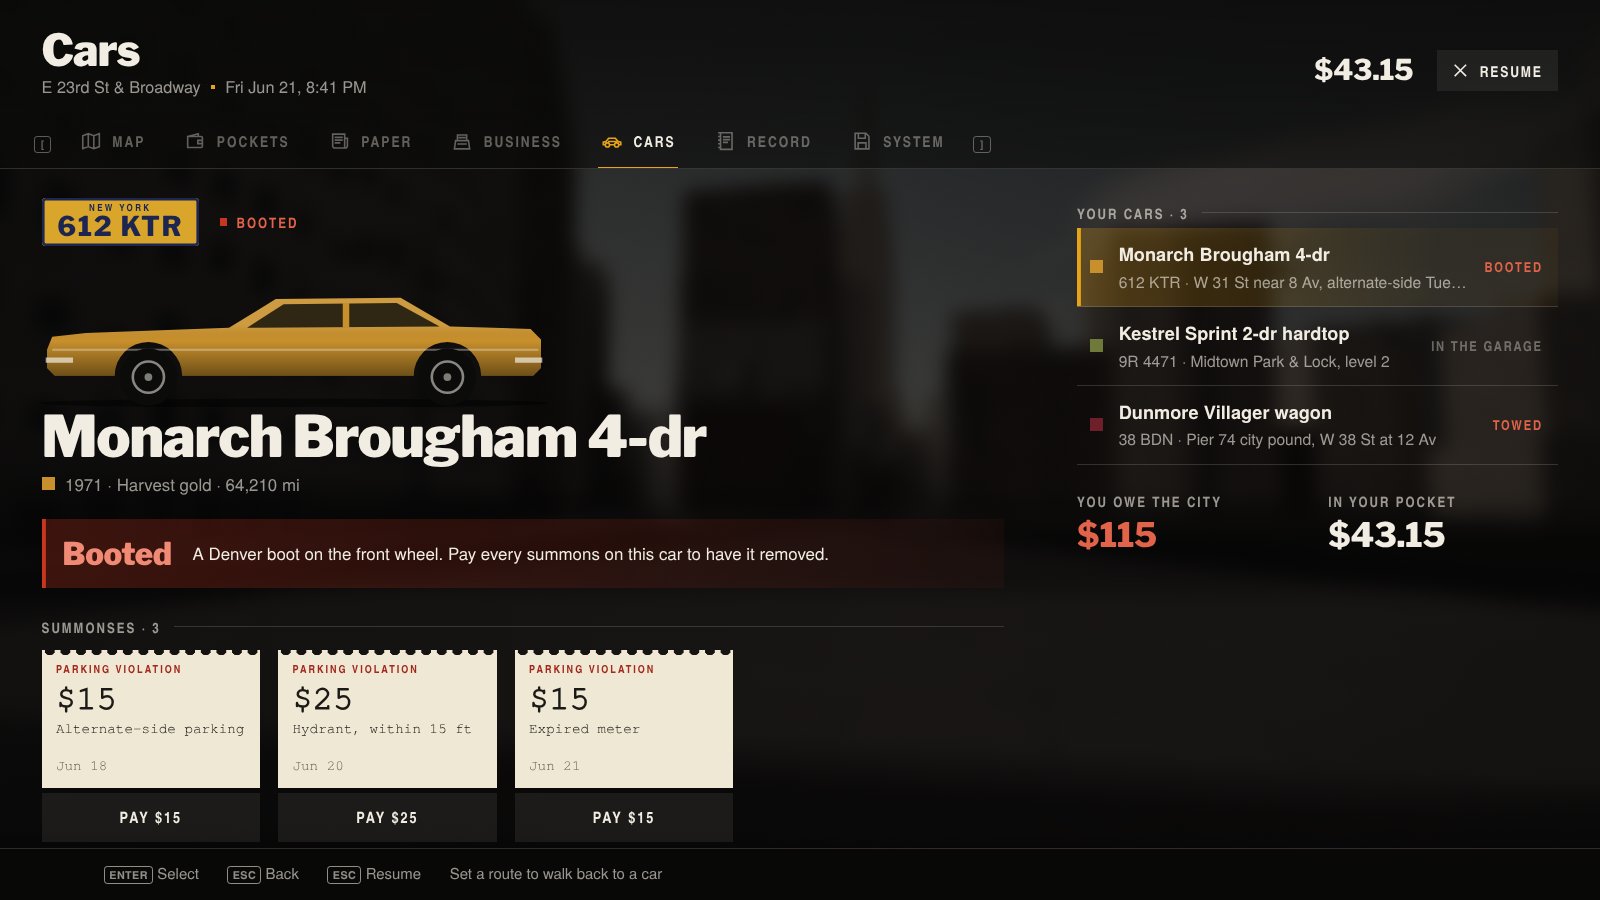 Cars
E 23rd St & Broadway ▪ Fri Jun 21, 8:41 PM
$43.15
RESUME
[
MAP
POCKETS
PAPER
BUSINESS
CARS
RECORD
SYSTEM
]
NEW YORK
612 KTR
BOOTED
Monarch Brougham 4-dr
1971 · Harvest gold · 64,210 mi
Booted
A Denver boot on the front wheel. Pay every summons on this car to have it removed.
SUMMONSES · 3
PARKING VIOLATION
$15
Alternate-side parking
Jun 18
PAY $15
PARKING VIOLATION
$25
Hydrant, within 15 ft
Jun 20
PAY $25
PARKING VIOLATION
$15
Expired meter
Jun 21
PAY $15
YOUR CARS · 3
Monarch Brougham 4-dr
612 KTR · W 31 St near 8 Av, alternate-side Tue…
BOOTED
Kestrel Sprint 2-dr hardtop
9R 4471 · Midtown Park & Lock, level 2
IN THE GARAGE
Dunmore Villager wagon
38 BDN · Pier 74 city pound, W 38 St at 12 Av
TOWED
YOU OWE THE CITY
$115
IN YOUR POCKET
$43.15
ENTER Select
ESC Back
ESC Resume
Set a route to walk back to a car